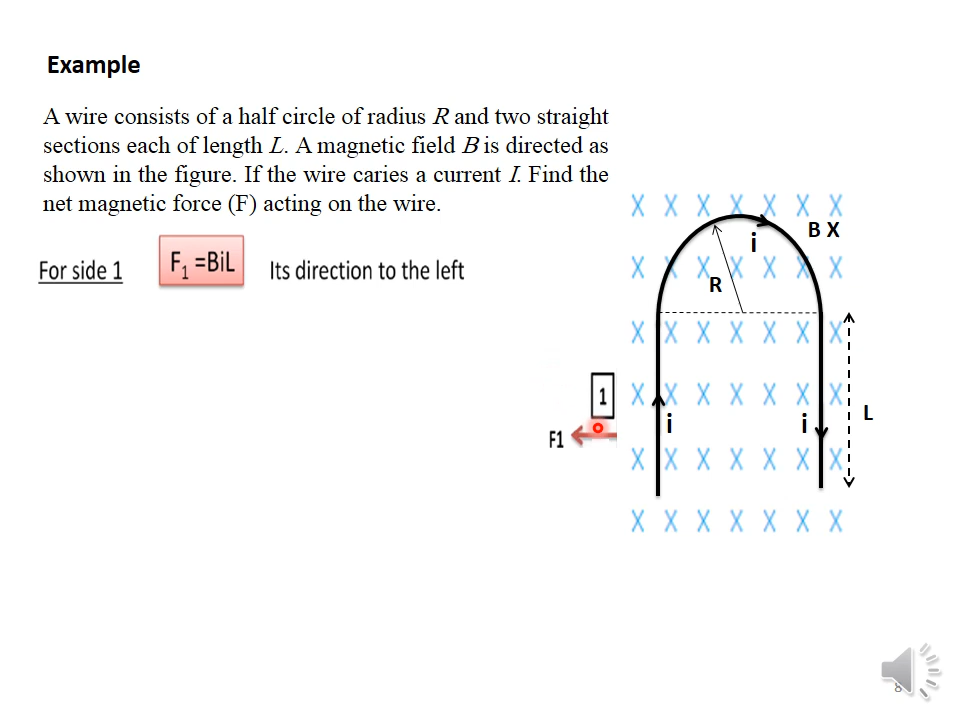 Example
A wire consists of a half circle of radius R and two straight
sections each of length L. A magnetic field B is directed as
shown in the figure. If the wire caries a current I. Find the
net magnetic force (F) acting on the wire.
For side 1
F₁ =BiL
Its direction to the left
X X X X X X X
B X
i
X X X X X X X
R
X X X X X X X
1
X X X X X X X
L
i
i
F1
X X X X X X X
X X X X X X X
8